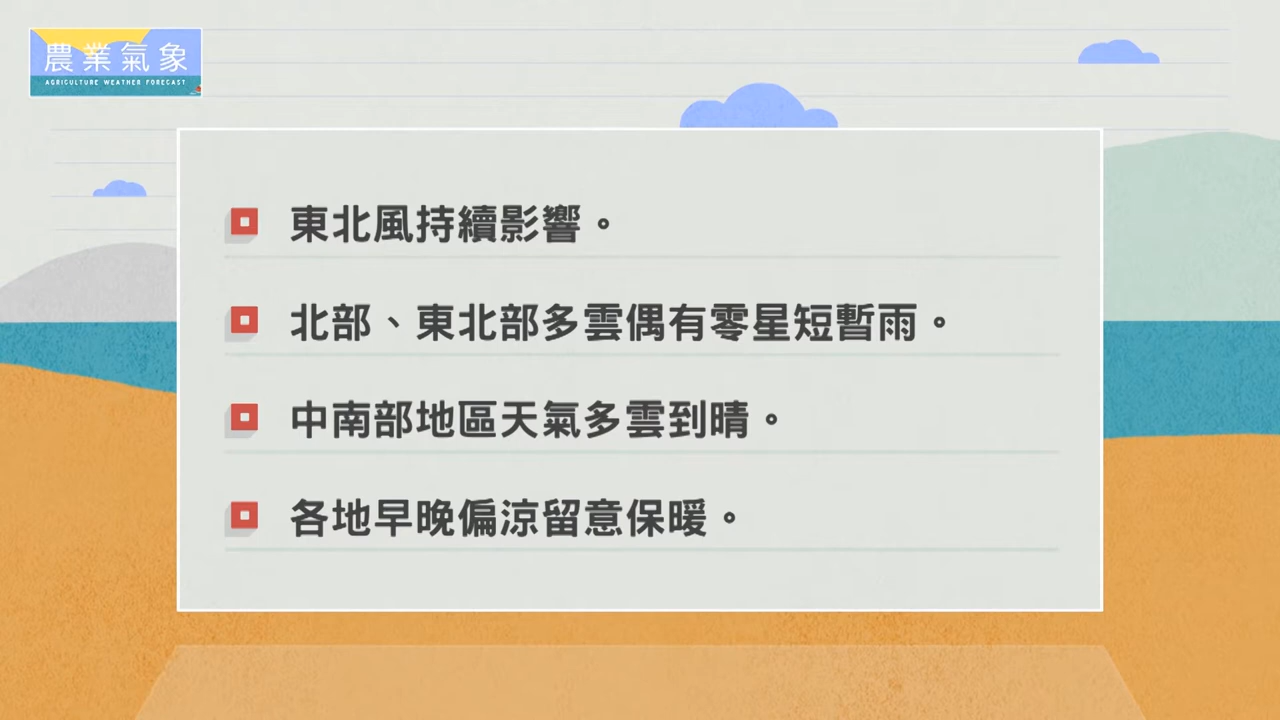 農業氣象
AGRICULTURE WEATHER FORECAST
東北風持續影響。
北部、東北部多雲偶有零星短暫雨。
中南部地區天氣多雲到晴。
各地早晚偏涼留意保暖。